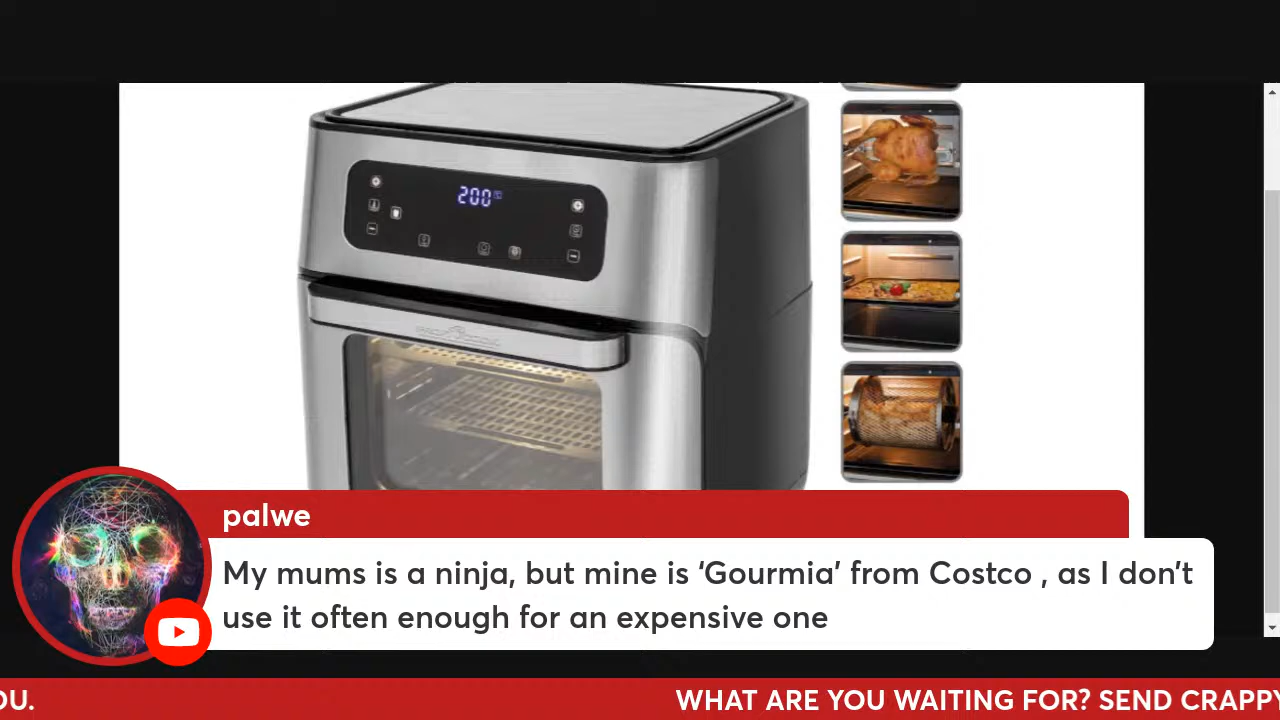 200
palwe
My mums is a ninja, but mine is ‘Gourmia’ from Costco , as I don't
use it often enough for an expensive one
OU.
WHAT ARE YOU WAITING FOR? SEND CRAPPY